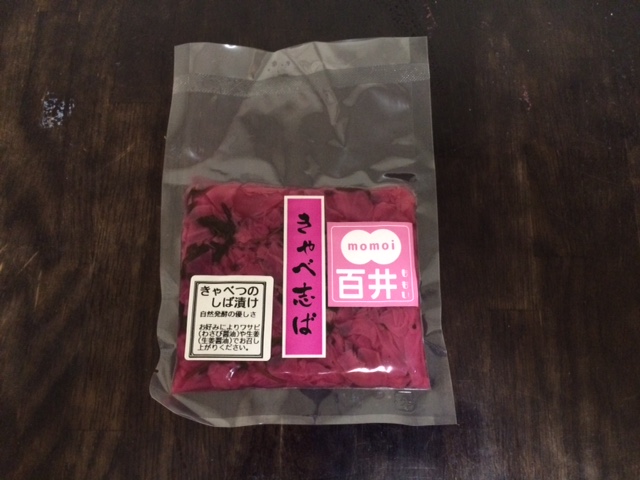 きゃべ志ば
momoi
百井
ももい
きゃべつの
しば漬け
自然発酵の優しさ
お好みによりワサビ
(わさび醤油)や生姜
(生姜醤油)でお召し
上がりください。